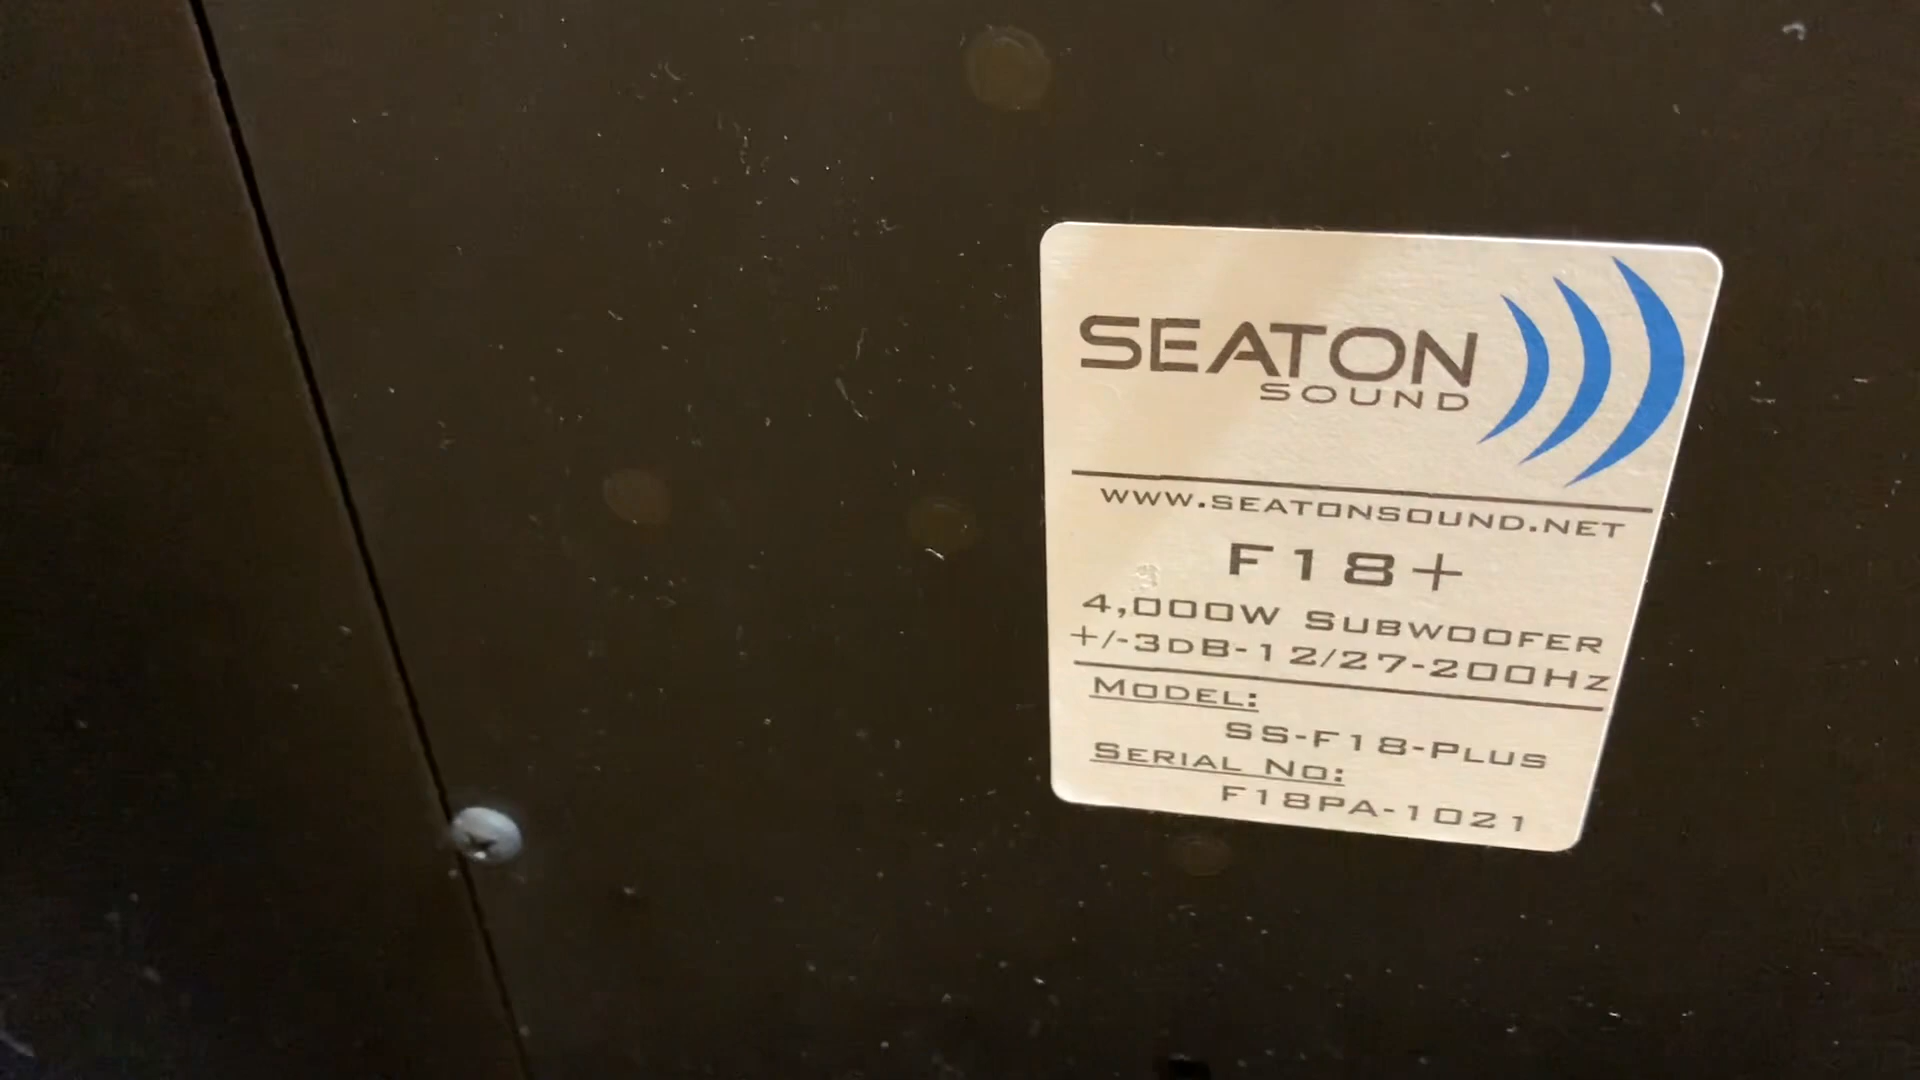 SEATON
SOUND
WWW.SEATONSOUND.NET
F18+
4,000W SUBWOOFER
+/-3DB-12/27-200HZ
MODEL:
SS-F18-PLUS
SERIAL NO:
F18PA-1021